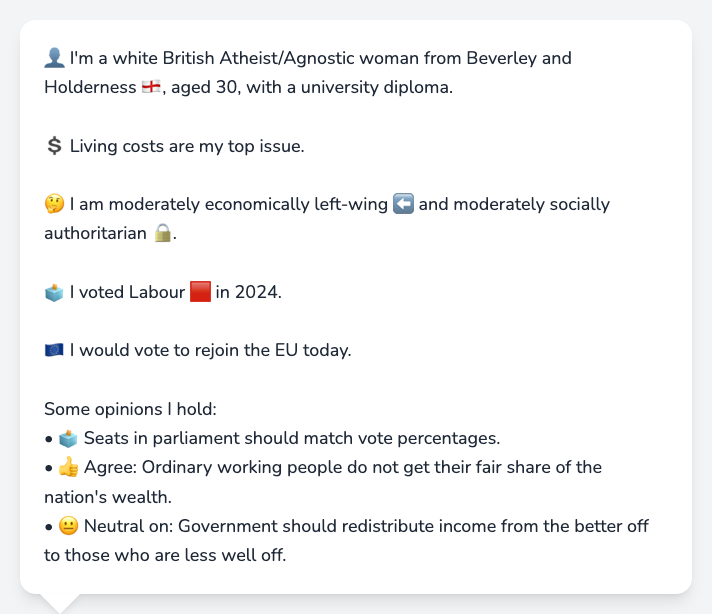 👤 I'm a white British Atheist/Agnostic woman from Beverley and
Holderness 🏴󠁧󠁢󠁥󠁮󠁧󠁿, aged 30, with a university diploma.
💲 Living costs are my top issue.
🤔 I am moderately economically left-wing ⬅️ and moderately socially
authoritarian 🔒.
🗳️ I voted Labour 🟥 in 2024.
🇪🇺 I would vote to rejoin the EU today.
Some opinions I hold:
• 🗳️ Seats in parliament should match vote percentages.
• 👍 Agree: Ordinary working people do not get their fair share of the
nation's wealth.
• 😐 Neutral on: Government should redistribute income from the better off
to those who are less well off.